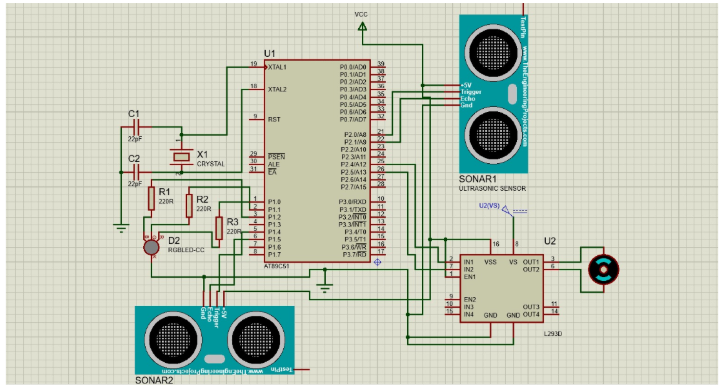 VCC
U1
19 XTAL1
18 XTAL2
9 RST
29 PSEN
30 ALE
31 EA
1 P1.0
2 P1.1
3 P1.2
4 P1.3
5 P1.4
6 P1.5
7 P1.6
8 P1.7
P0.0/AD0 39
P0.1/AD1 38
P0.2/AD2 37
P0.3/AD3 36
P0.4/AD4 35
P0.5/AD5 34
P0.6/AD6 33
P0.7/AD7 32
P2.0/A8 21
P2.1/A9 22
P2.2/A10 23
P2.3/A11 24
P2.4/A12 25
P2.5/A13 26
P2.6/A14 27
P2.7/A15 28
P3.0/RXD 10
P3.1/TXD 11
P3.2/INT0 12
P3.3/INT1 13
P3.4/T0 14
P3.5/T1 15
P3.6/WR 16
P3.7/RD 17
AT89C51
C1
22pF
C2
22pF
X1
CRYSTAL
R1
220R
R2
220R
R3
220R
D2
RGBLED-CC
TestPin
www.TheEngineeringProjects.com
+5V
Trigger
Echo
Gnd
SONAR1
ULTRASONIC SENSOR
U2(VS)
U2
16
8
2 IN1
7 IN2
1 EN1
9 EN2
10 IN3
15 IN4
VSS
VS
OUT1 3
OUT2 6
OUT3 11
OUT4 14
GND
GND
L293D
Gnd
Echo
Trigger
+5V
www.TheEngineeringProjects.com
TestPin
SONAR2